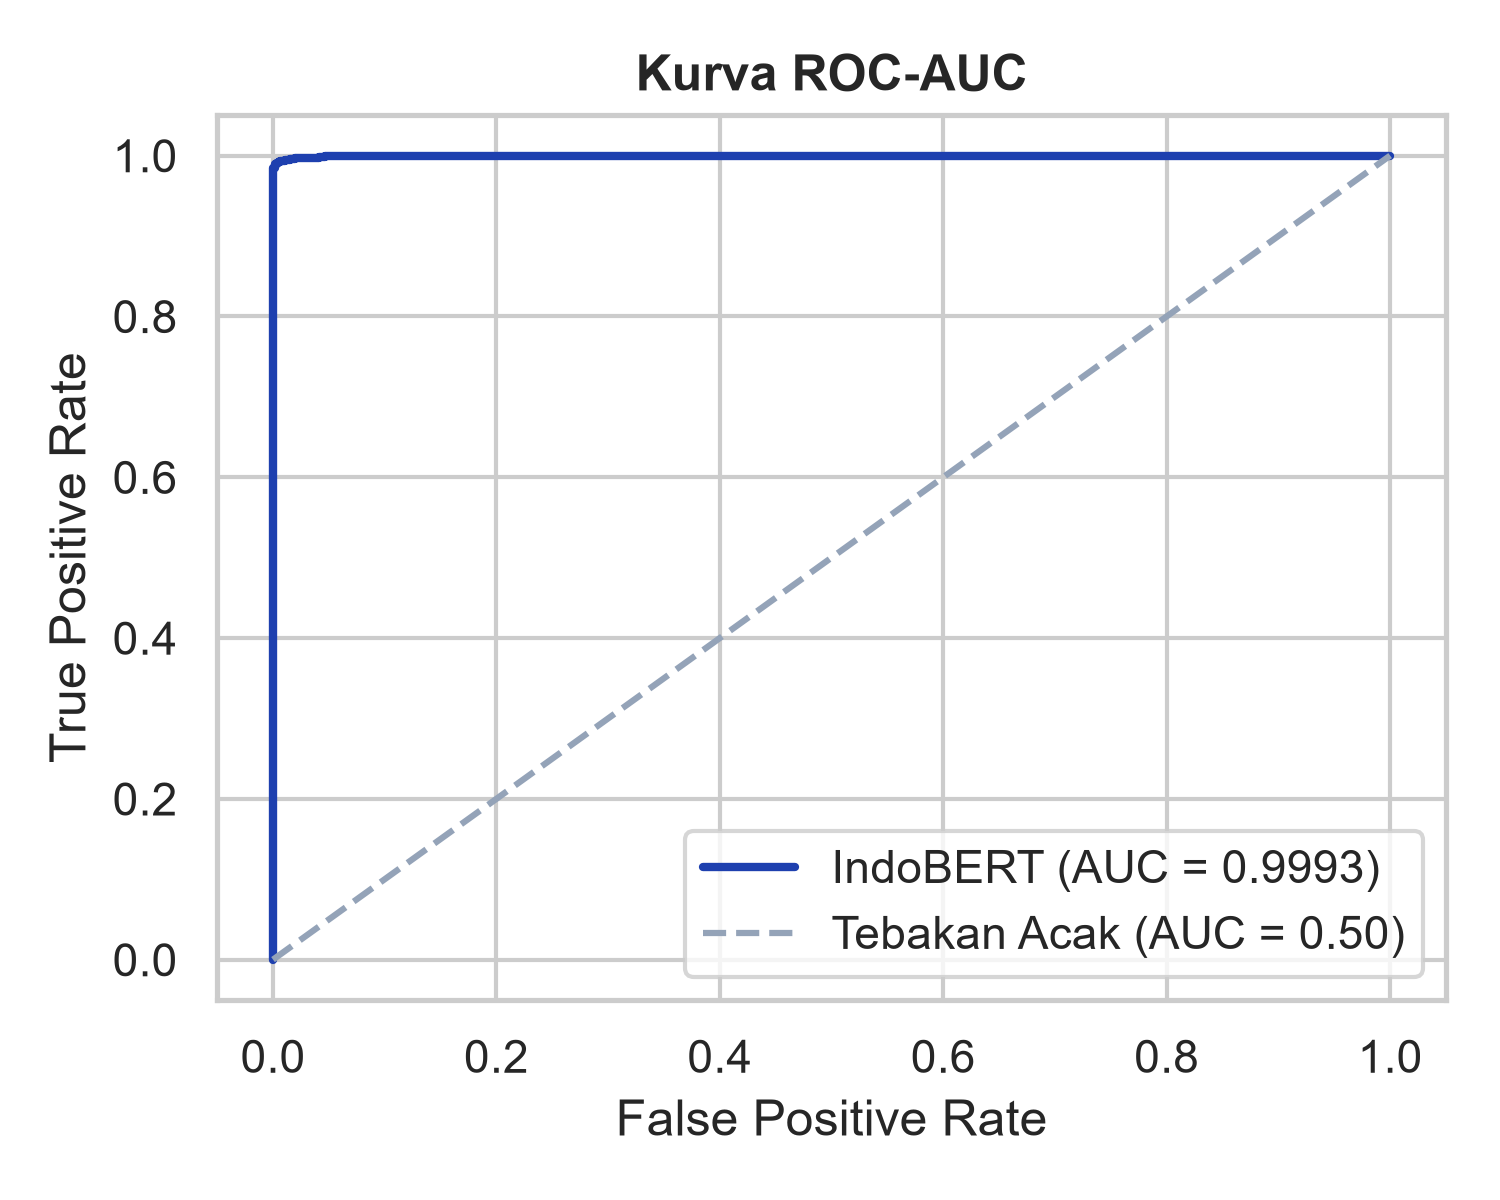 Kurva ROC-AUC
1.0
0.8
0.6
0.4
0.2
0.0
True Positive Rate
IndoBERT (AUC = 0.9993)
Tebakan Acak (AUC = 0.50)
0.0 0.2 0.4 0.6 0.8 1.0
False Positive Rate